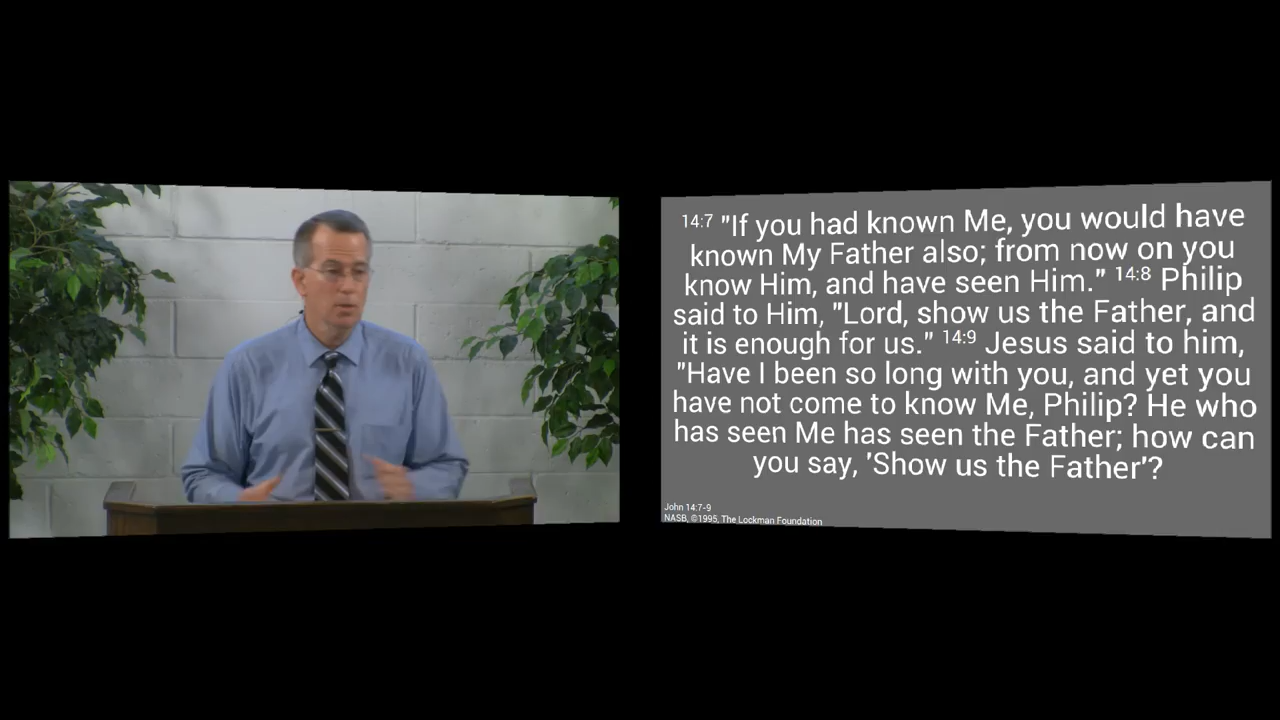 14:7 "If you had known Me, you would have
known My Father also; from now on you
know Him, and have seen Him." 14:8 Philip
said to Him, "Lord, show us the Father, and
it is enough for us." 14:9 Jesus said to him,
"Have I been so long with you, and yet you
have not come to know Me, Philip? He who
has seen Me has seen the Father; how can
you say, 'Show us the Father'?
John 14:7-9
NASB, ©1995, The Lockman Foundation